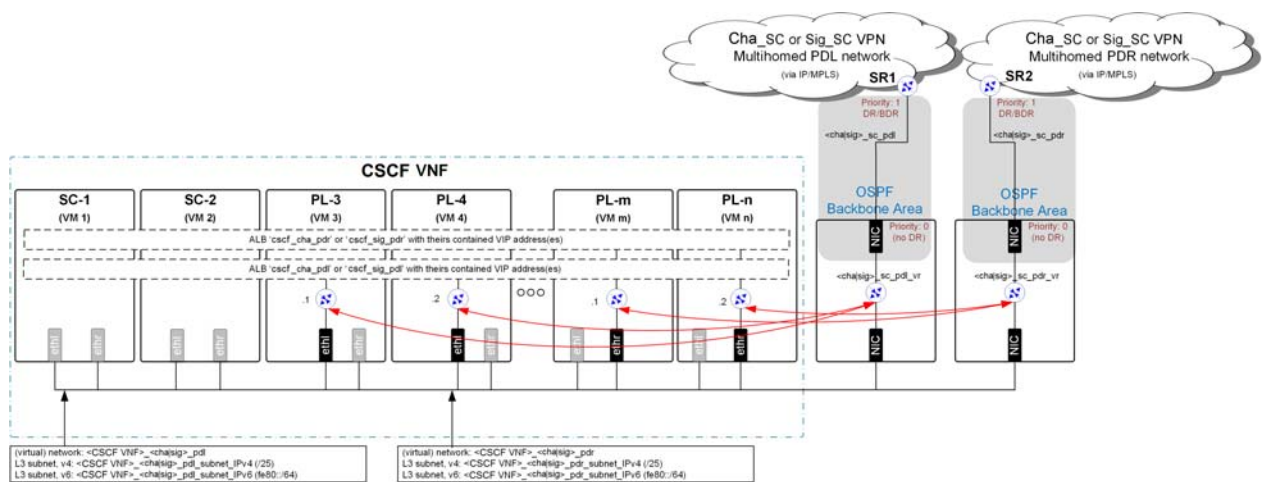 Cha_SC or Sig_SC VPN
Multihomed PDL network
(via IP/MPLS)
SR1
Cha_SC or Sig_SC VPN
Multihomed PDR network
(via IP/MPLS)
SR2
Priority: 1
DR/BDR
<cha|sig>_sc_pdl
Priority: 1
DR/BDR
<cha|sig>_sc_pdr
OSPF
Backbone Area
OSPF
Backbone Area
CSCF VNF
SC-1
(VM 1)
SC-2
(VM 2)
PL-3
(VM 3)
PL-4
(VM 4)
PL-m
(VM m)
PL-n
(VM n)
NIC
Priority: 0
(no DR)
NIC
Priority: 0
(no DR)
ALB 'cscf_cha_pdr' or 'cscf_sig_pdr' with theirs contained VIP address(es)
ALB 'cscf_cha_pdl' or 'cscf_sig_pdl' with theirs contained VIP address(es)
<cha|sig>_sc_pdl_vr
<cha|sig>_sc_pdr_vr
.1
.2
.1
.2
ethl
ethr
ethl
ethr
ethl
ethr
ethl
ethr
ethl
ethr
ethl
ethr
NIC
NIC
(virtual) network: <CSCF VNF>_<cha|sig>_pdl
L3 subnet, v4: <CSCF VNF>_<cha|sig>_pdl_subnet_IPv4 (/25)
L3 subnet, v6: <CSCF VNF>_<cha|sig>_pdl_subnet_IPv6 (fe80::/64)
(virtual) network: <CSCF VNF>_<cha|sig>_pdr
L3 subnet, v4: <CSCF VNF>_<cha|sig>_pdr_subnet_IPv4 (/25)
L3 subnet, v6: <CSCF VNF>_<cha|sig>_pdr_subnet_IPv6 (fe80::/64)